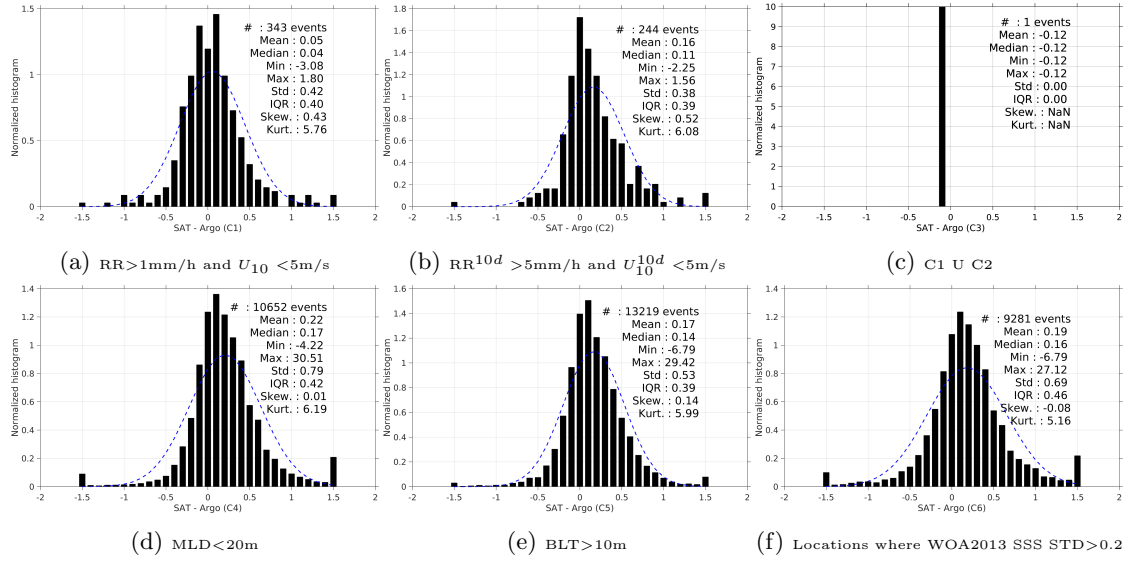 Normalized histogram
1.5
1
0.5
0
-2
-1.5
-1
-0.5
0
0.5
1
1.5
2
# : 343 events
Mean : 0.05
Median : 0.04
Min : -3.08
Max : 1.80
Std : 0.42
IQR : 0.40
Skew. : 0.43
Kurt. : 5.76
SAT - Argo (C1)
(a) RR>1mm/h and U10 <5m/s
Normalized histogram
1.8
1.6
1.4
1.2
1
0.8
0.6
0.4
0.2
0
-2
-1.5
-1
-0.5
0
0.5
1
1.5
2
# : 244 events
Mean : 0.16
Median : 0.11
Min : -2.25
Max : 1.56
Std : 0.38
IQR : 0.39
Skew. : 0.52
Kurt. : 6.08
SAT - Argo (C2)
(b) RR10d >5mm/h and U10 10d <5m/s
Normalized histogram
10
9
8
7
6
5
4
3
2
1
0
-2
-1.5
-1
-0.5
0
0.5
1
1.5
2
# : 1 events
Mean : -0.12
Median : -0.12
Min : -0.12
Max : -0.12
Std : 0.00
IQR : 0.00
Skew. : NaN
Kurt. : NaN
SAT - Argo (C3)
(c) C1 U C2
Normalized histogram
1.4
1.2
1
0.8
0.6
0.4
0.2
0
-2
-1.5
-1
-0.5
0
0.5
1
1.5
2
# : 10652 events
Mean : 0.22
Median : 0.17
Min : -4.22
Max : 30.51
Std : 0.79
IQR : 0.42
Skew. : 0.01
Kurt. : 6.19
SAT - Argo (C4)
(d) MLD<20m
Normalized histogram
1.6
1.4
1.2
1
0.8
0.6
0.4
0.2
0
-2
-1.5
-1
-0.5
0
0.5
1
1.5
2
# : 13219 events
Mean : 0.17
Median : 0.14
Min : -6.79
Max : 29.42
Std : 0.53
IQR : 0.39
Skew. : 0.14
Kurt. : 5.99
SAT - Argo (C5)
(e) BLT>10m
Normalized histogram
1.4
1.2
1
0.8
0.6
0.4
0.2
0
-2
-1.5
-1
-0.5
0
0.5
1
1.5
2
# : 9281 events
Mean : 0.19
Median : 0.16
Min : -6.79
Max : 27.12
Std : 0.69
IQR : 0.46
Skew. : -0.08
Kurt. : 5.16
SAT - Argo (C6)
(f) Locations where WOA2013 SSS STD>0.2